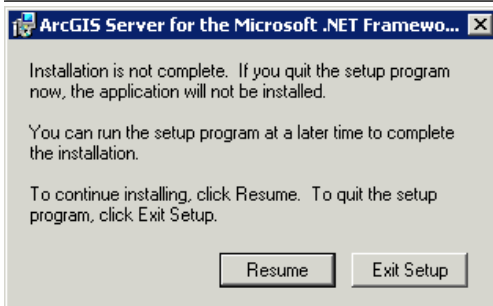 ArcGIS Server for the Microsoft .NET Framewo...
Installation is not complete. If you quit the setup program
now, the application will not be installed.
You can run the setup program at a later time to complete
the installation.
To continue installing, click Resume. To quit the setup
program, click Exit Setup.
Resume
Exit Setup